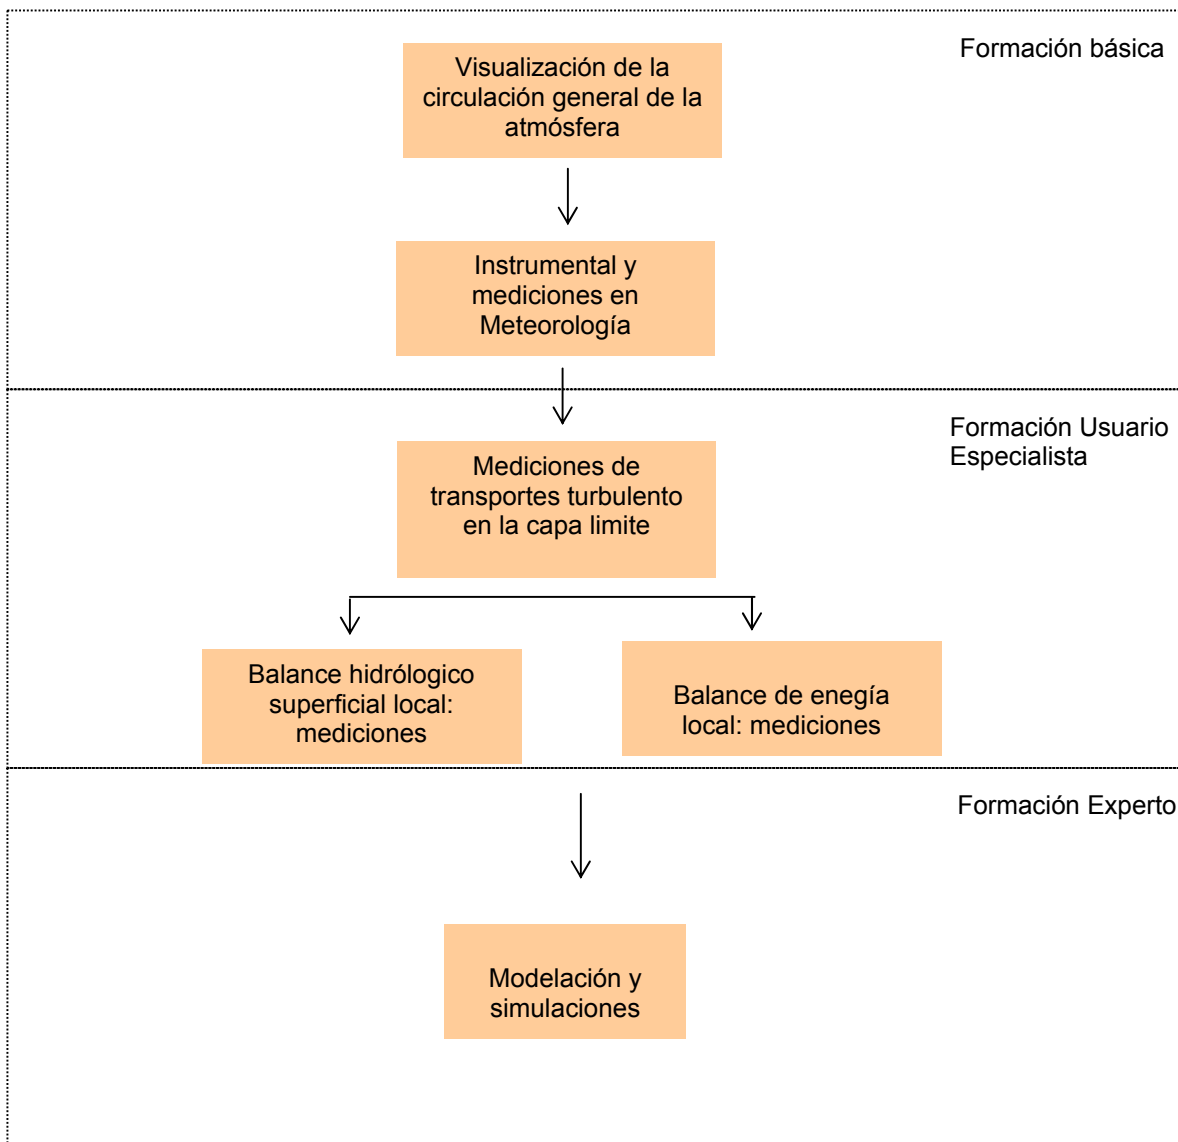 Formación básica
Visualización de la
circulación general de la
atmósfera
Instrumental y
mediciones en
Meteorología
Formación Usuario
Especialista
Mediciones de
transportes turbulento
en la capa limite
Balance hidrólogico
superficial local:
mediciones
Balance de enegía
local: mediciones
Formación Experto
Modelación y
simulaciones